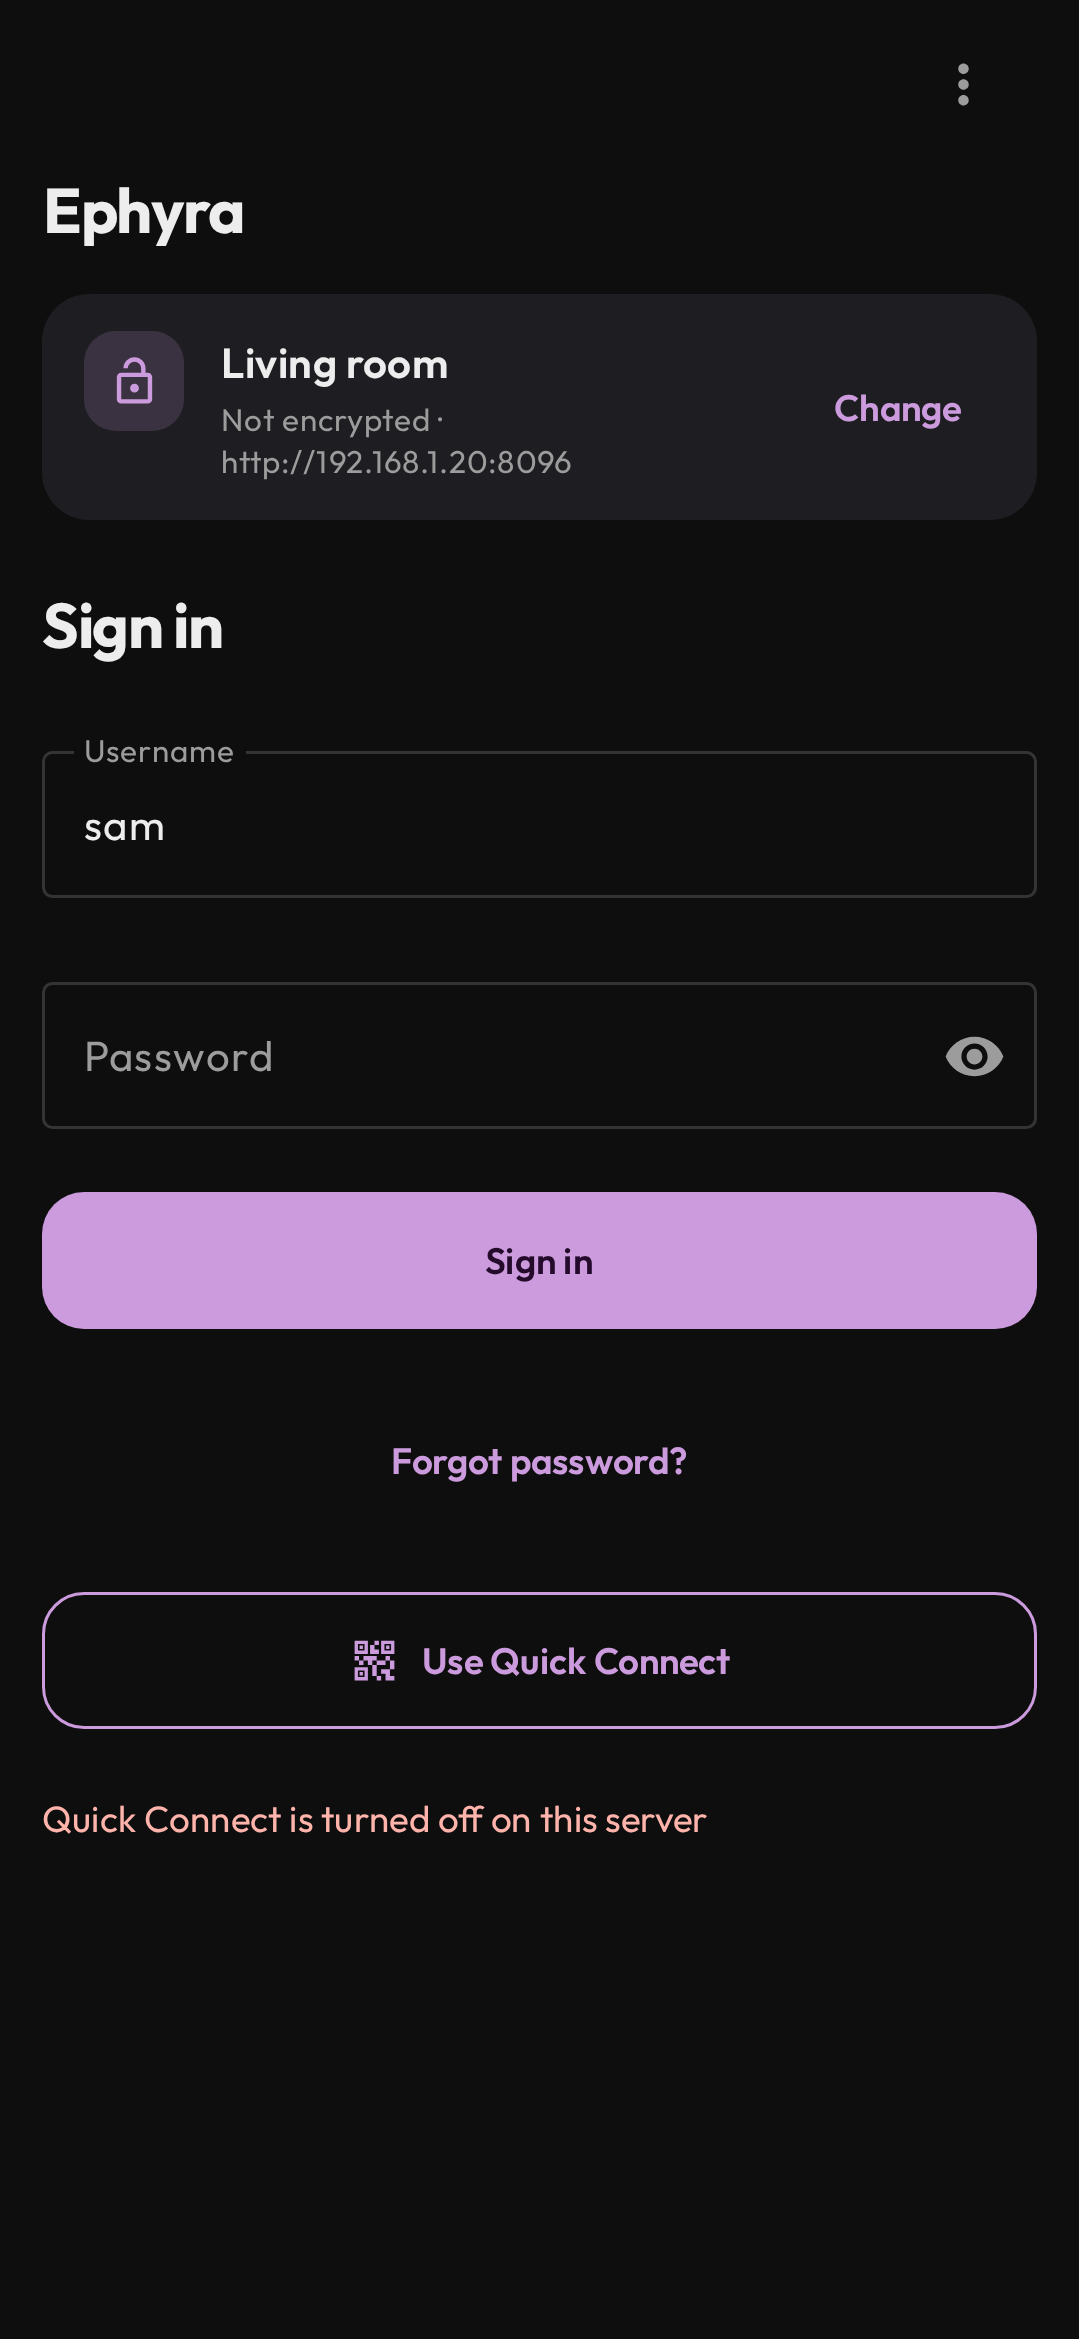 Ephyra
Living room
Not encrypted ·
http://192.168.1.20:8096
Change
Sign in
Username
sam
Password
Sign in
Forgot password?
Use Quick Connect
Quick Connect is turned off on this server